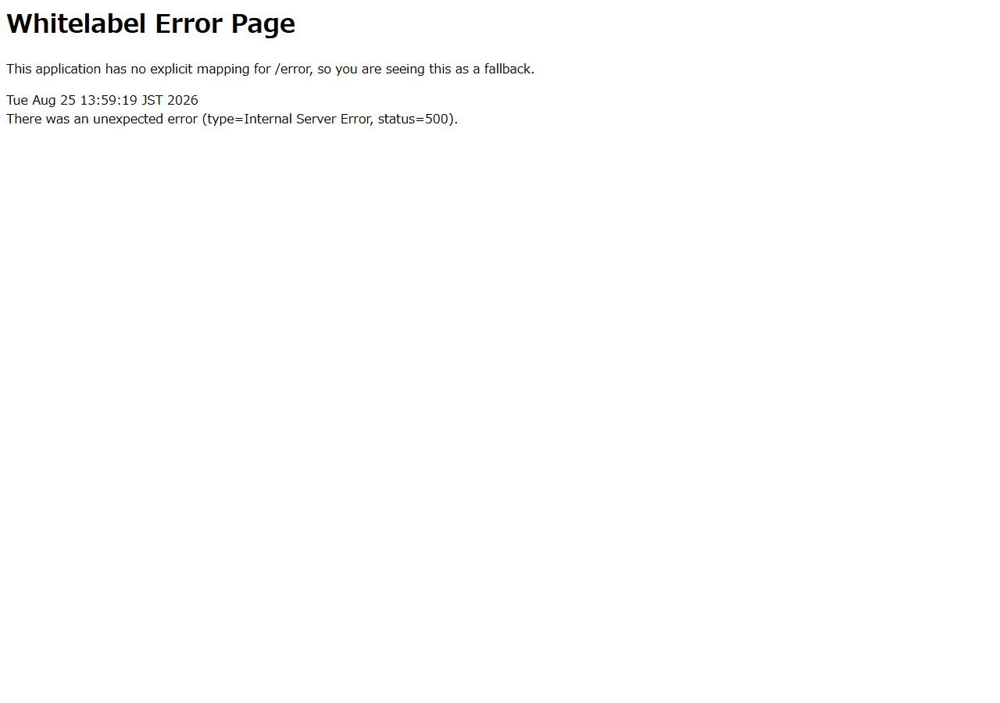 Whitelabel Error Page
This application has no explicit mapping for /error, so you are seeing this as a fallback.
Tue Aug 25 13:59:19 JST 2026
There was an unexpected error (type=Internal Server Error, status=500).